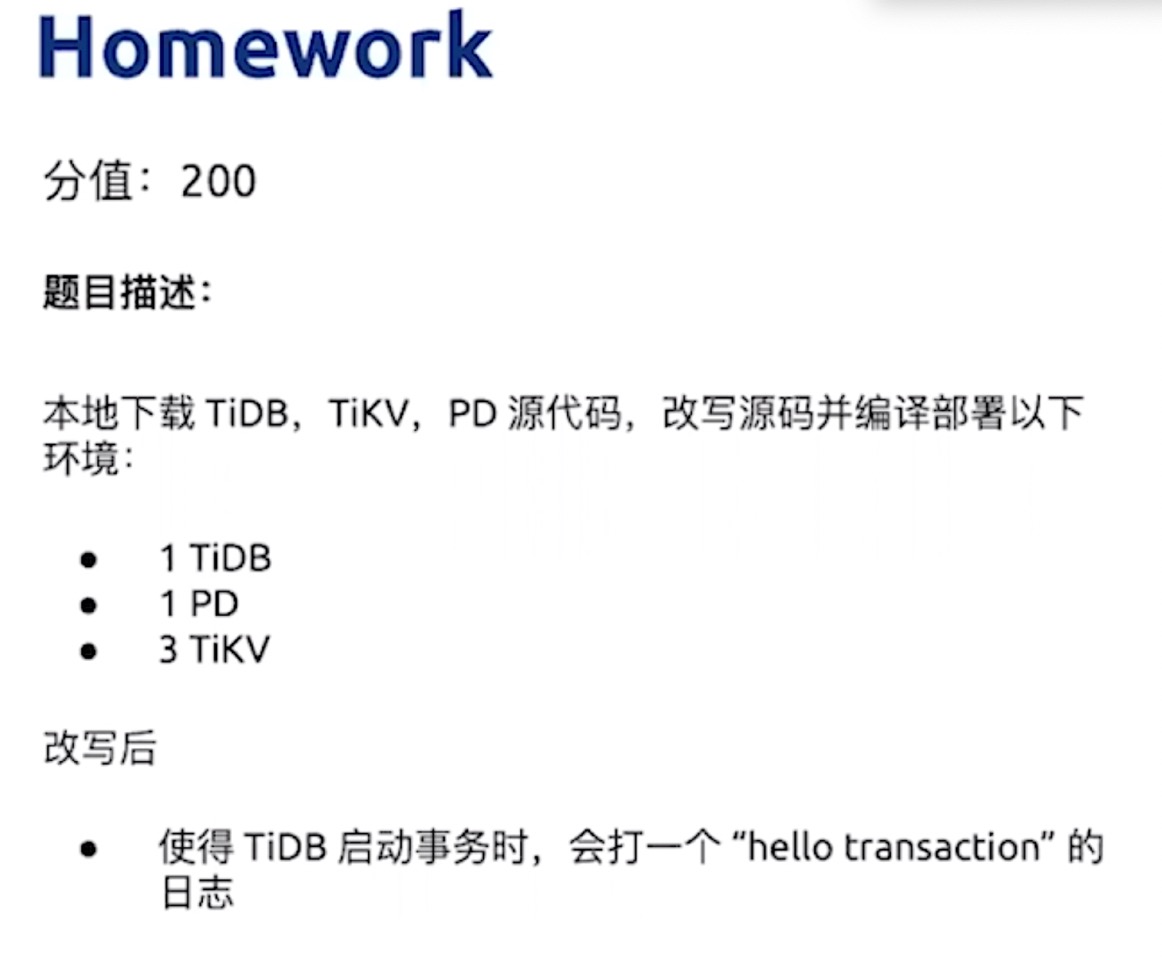 Homework
分值：200
题目描述：
本地下载 TiDB，TiKV，PD 源代码，改写源码并编译部署以下
环境：
● 1 TiDB
● 1 PD
● 3 TiKV
改写后
● 使得 TiDB 启动事务时，会打一个 “hello transaction” 的
日志